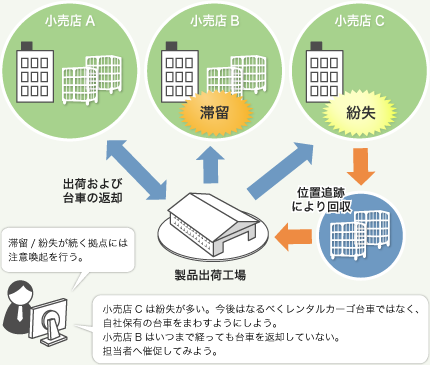 小売店 A
小売店 B
小売店 C
滞留
紛失
出荷および
台車の返却
位置追跡
により回収
製品出荷工場
滞留 / 紛失が続く拠点には
注意喚起を行う。
小売店 C は紛失が多い。今後はなるべくレンタルカーゴ台車ではなく、
自社保有の台車をまわすようにしよう。
小売店 B はいつまで経っても台車を返却していない。
担当者へ催促してみよう。